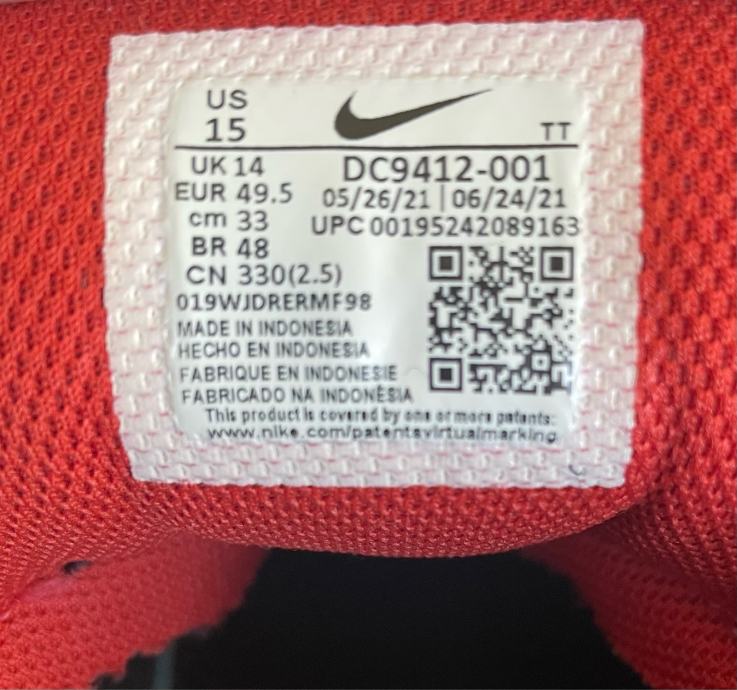 US
15
TT
UK 14
DC9412-001
EUR 49.5
05/26/21 | 06/24/21
cm 33
UPC 00195242089163
BR 48
CN 330(2.5)
019WJDRERMF98
MADE IN INDONESIA
HECHO EN INDONESIA
FABRIQUE EN INDONESIE
FABRICADO NA INDONÉSIA
This product is covered by one or more patents:
www.nike.com/patentsvirtualmarking